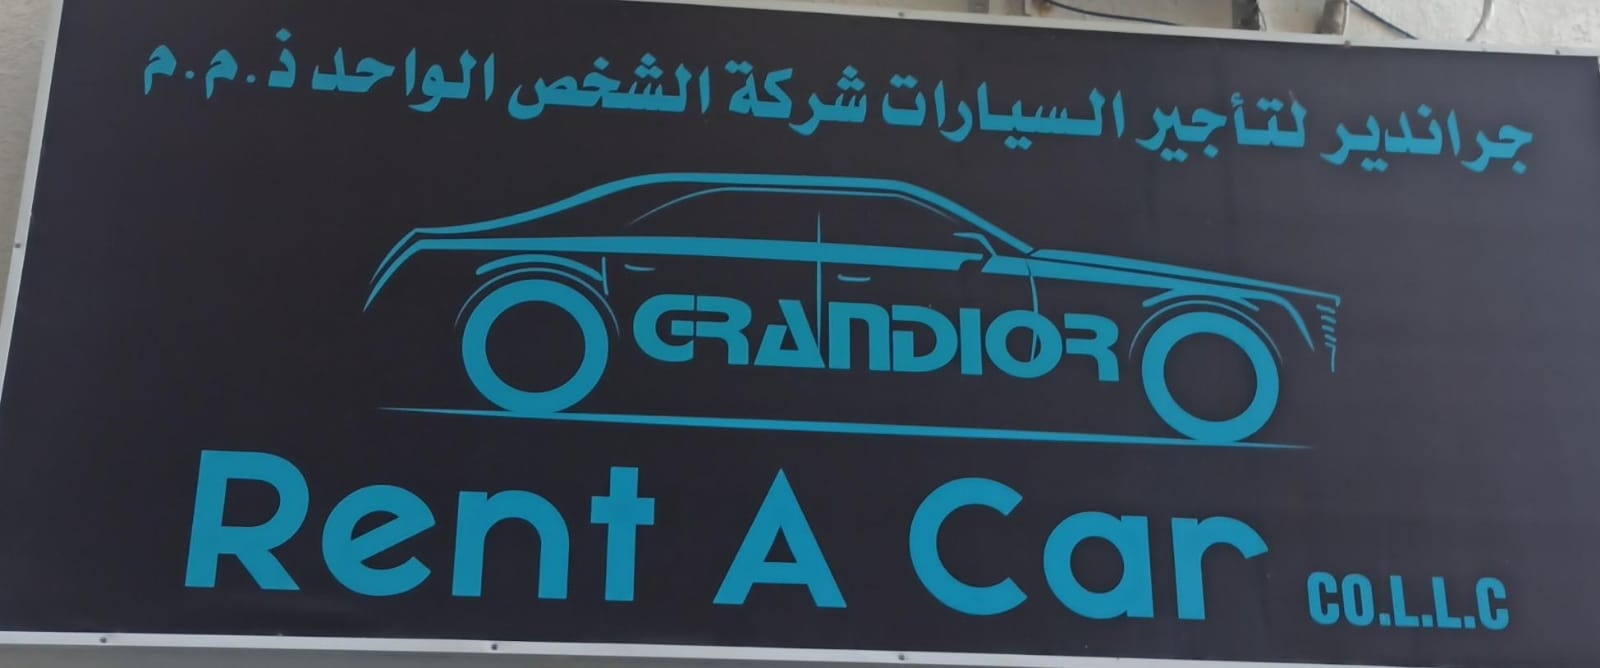 جراندير لتأجير السيارات شركة الشخص الواحد ذ.م.م
GRANDIOR
Rent A Car CO.L.L.C